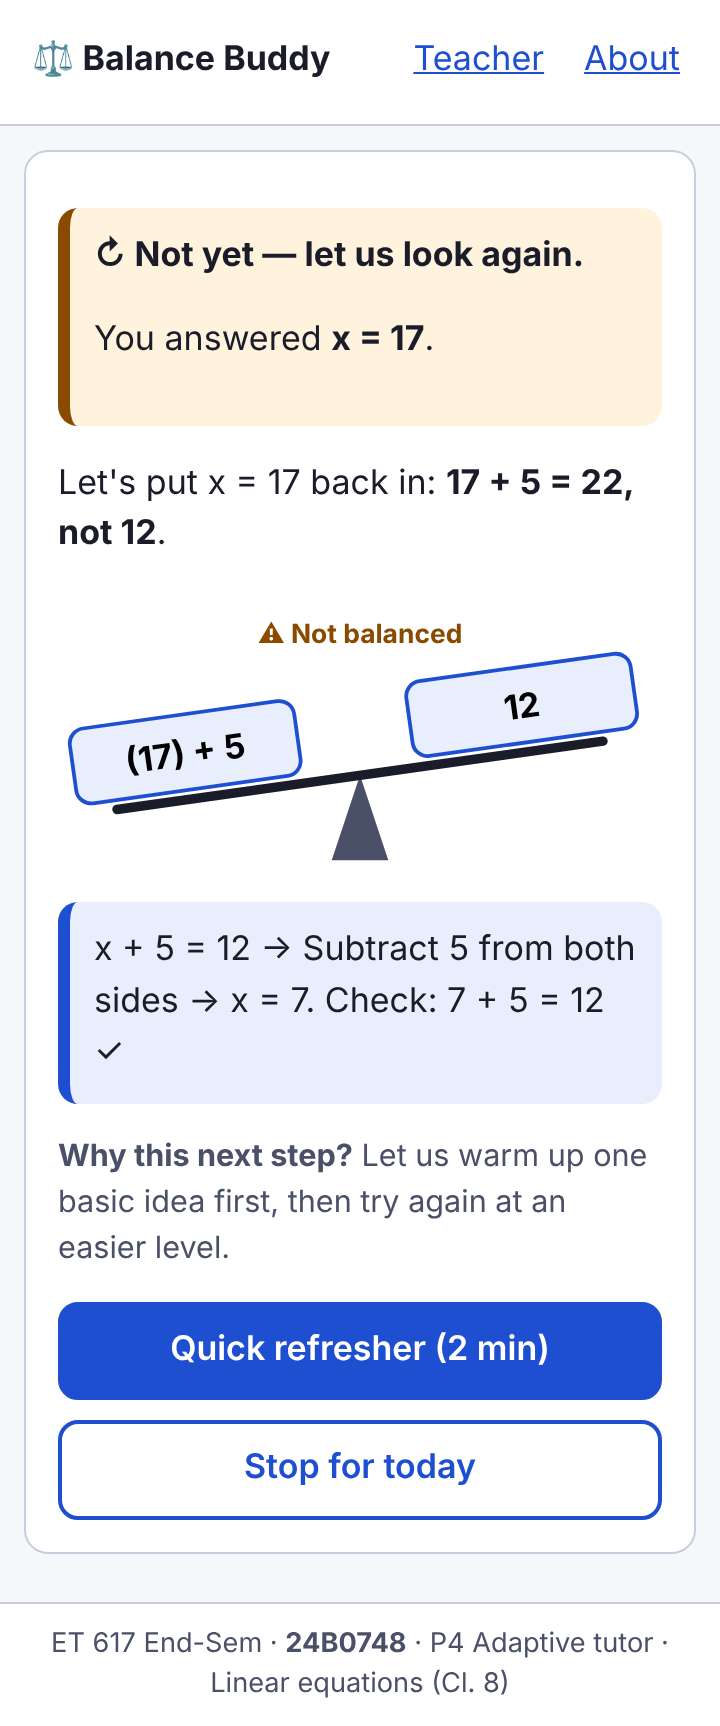 ⚖️ Balance Buddy Teacher About
↻ Not yet — let us look again.
You answered x = 17.
Let's put x = 17 back in: 17 + 5 = 22,
not 12.
⚠ Not balanced
(17) + 5
12
x + 5 = 12 → Subtract 5 from both
sides → x = 7. Check: 7 + 5 = 12
✓
Why this next step? Let us warm up one
basic idea first, then try again at an
easier level.
Quick refresher (2 min)
Stop for today
ET 617 End-Sem · 24B0748 · P4 Adaptive tutor ·
Linear equations (Cl. 8)